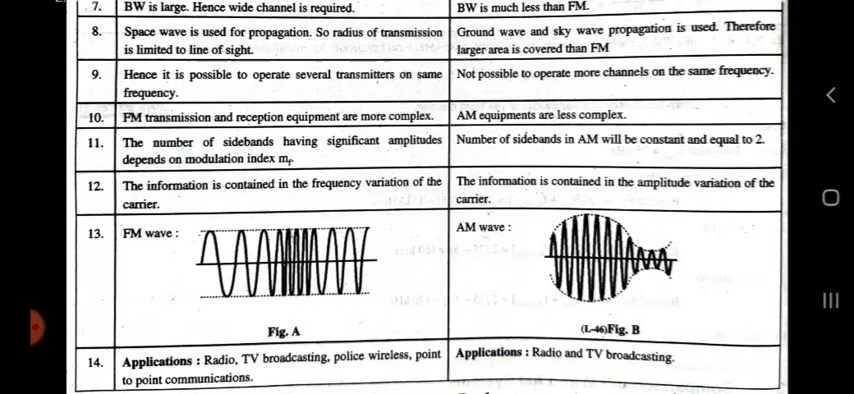 7. BW is large. Hence wide channel is required.
BW is much less than FM.
8. Space wave is used for propagation. So radius of transmission
is limited to line of sight.
Ground wave and sky wave propagation is used. Therefore
larger area is covered than FM
9. Hence it is possible to operate several transmitters on same
frequency.
Not possible to operate more channels on the same frequency.
10. FM transmission and reception equipment are more complex.
AM equipments are less complex.
11. The number of sidebands having significant amplitudes
depends on modulation index mf.
Number of sidebands in AM will be constant and equal to 2.
12. The information is contained in the frequency variation of the
carrier.
The information is contained in the amplitude variation of the
carrier.
13. FM wave :
Fig. A
AM wave :
(L-46)Fig. B
14. Applications : Radio, TV broadcasting, police wireless, point
to point communications.
Applications : Radio and TV broadcasting.